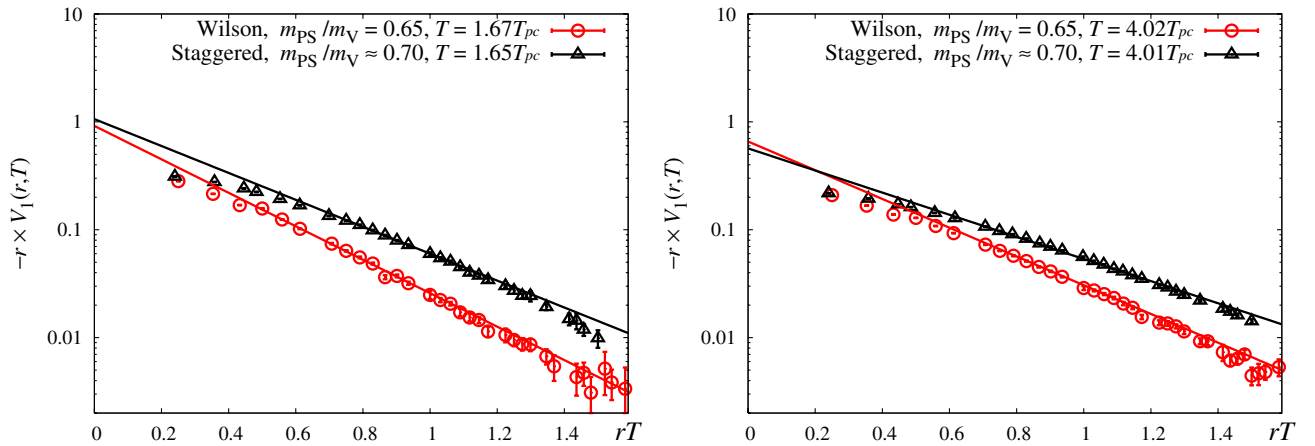 Wilson, m_PS /m_V = 0.65, T = 1.67T_pc
Staggered, m_PS /m_V ≈ 0.70, T = 1.65T_pc
10
1
0.1
0.01
−r × V_1(r,T)
0 0.2 0.4 0.6 0.8 1 1.2 1.4 rT
Wilson, m_PS /m_V = 0.65, T = 4.02T_pc
Staggered, m_PS /m_V ≈ 0.70, T = 4.01T_pc
10
1
0.1
0.01
−r × V_1(r,T)
0 0.2 0.4 0.6 0.8 1 1.2 1.4 rT